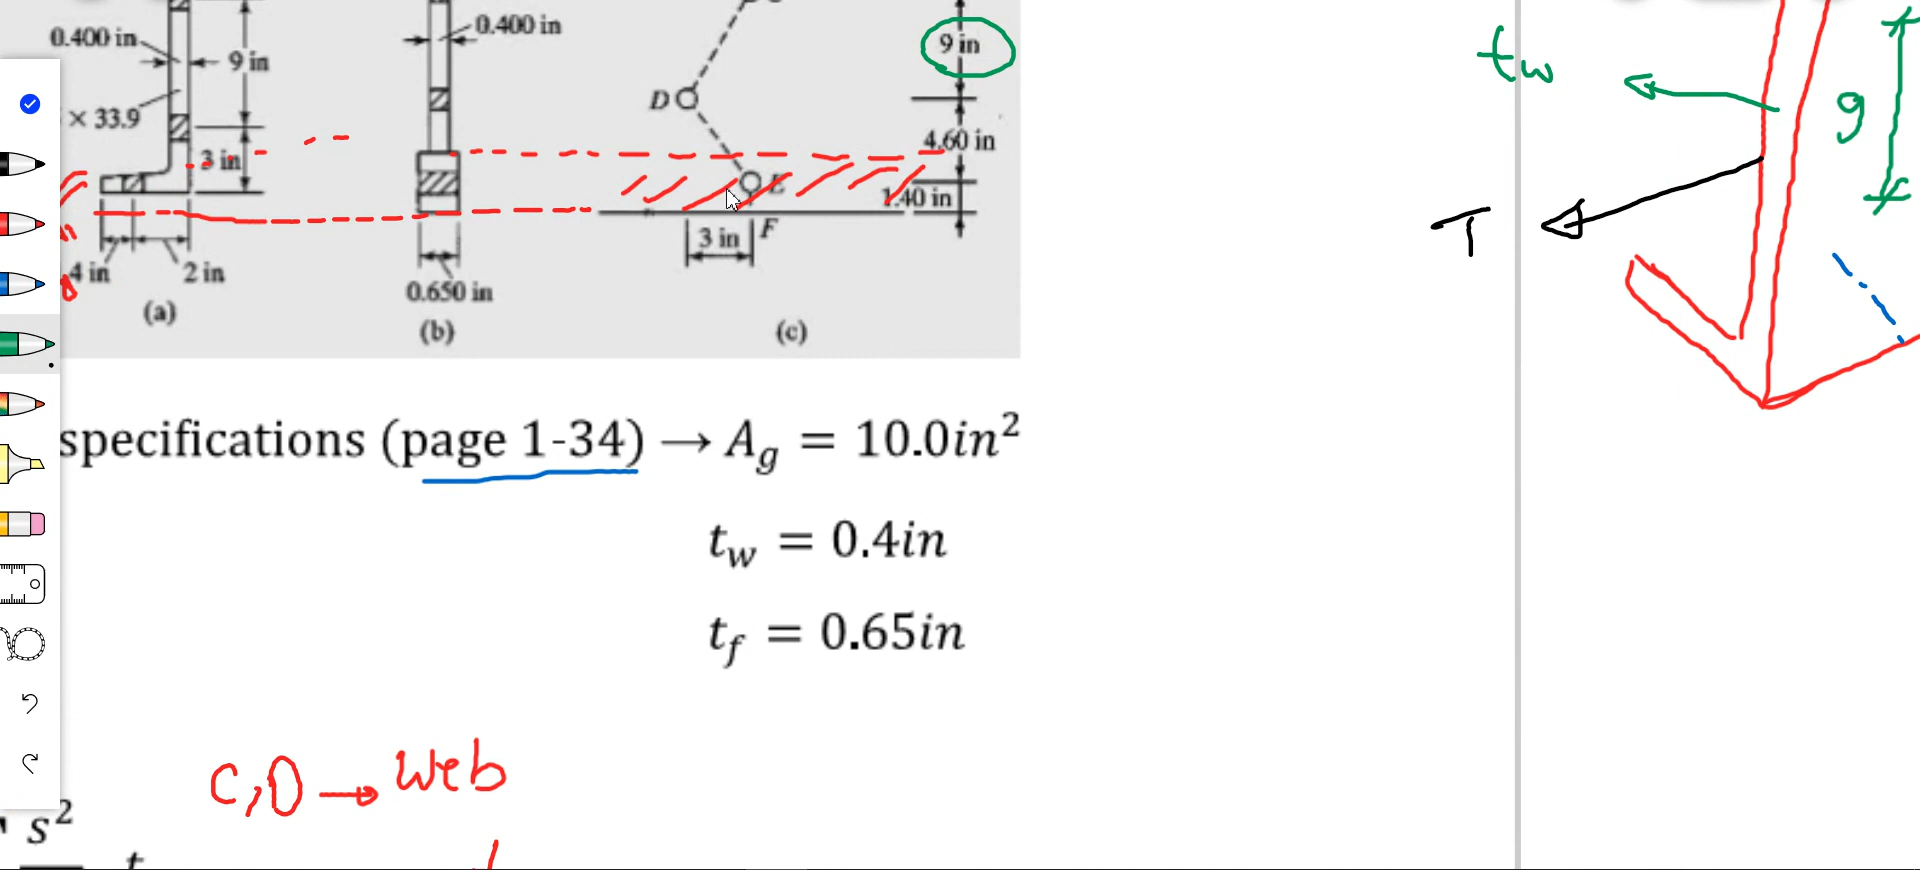 0.400 in
9 in
× 33.9
3 in
4 in
2 in
(a)
0.400 in
0.650 in
(b)
9 in
D
4.60 in
E
1.40 in
3 in
F
(c)
specifications (page 1-34) → A_g = 10.0in²
t_w = 0.4in
t_f = 0.65in
C,D → Web
s²
t
t_w
g
T